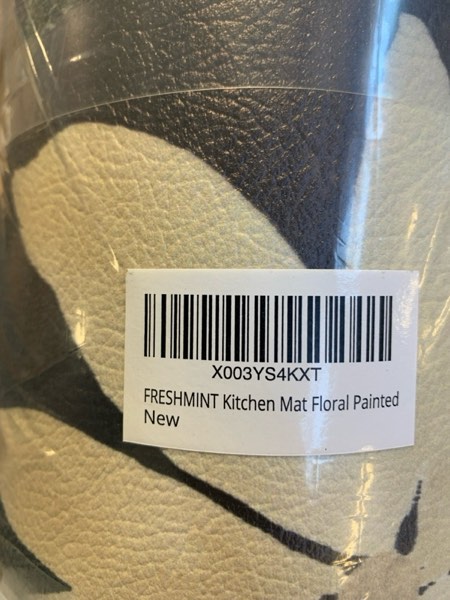 X003YS4KXT
FRESHMINT Kitchen Mat Floral Painted
New